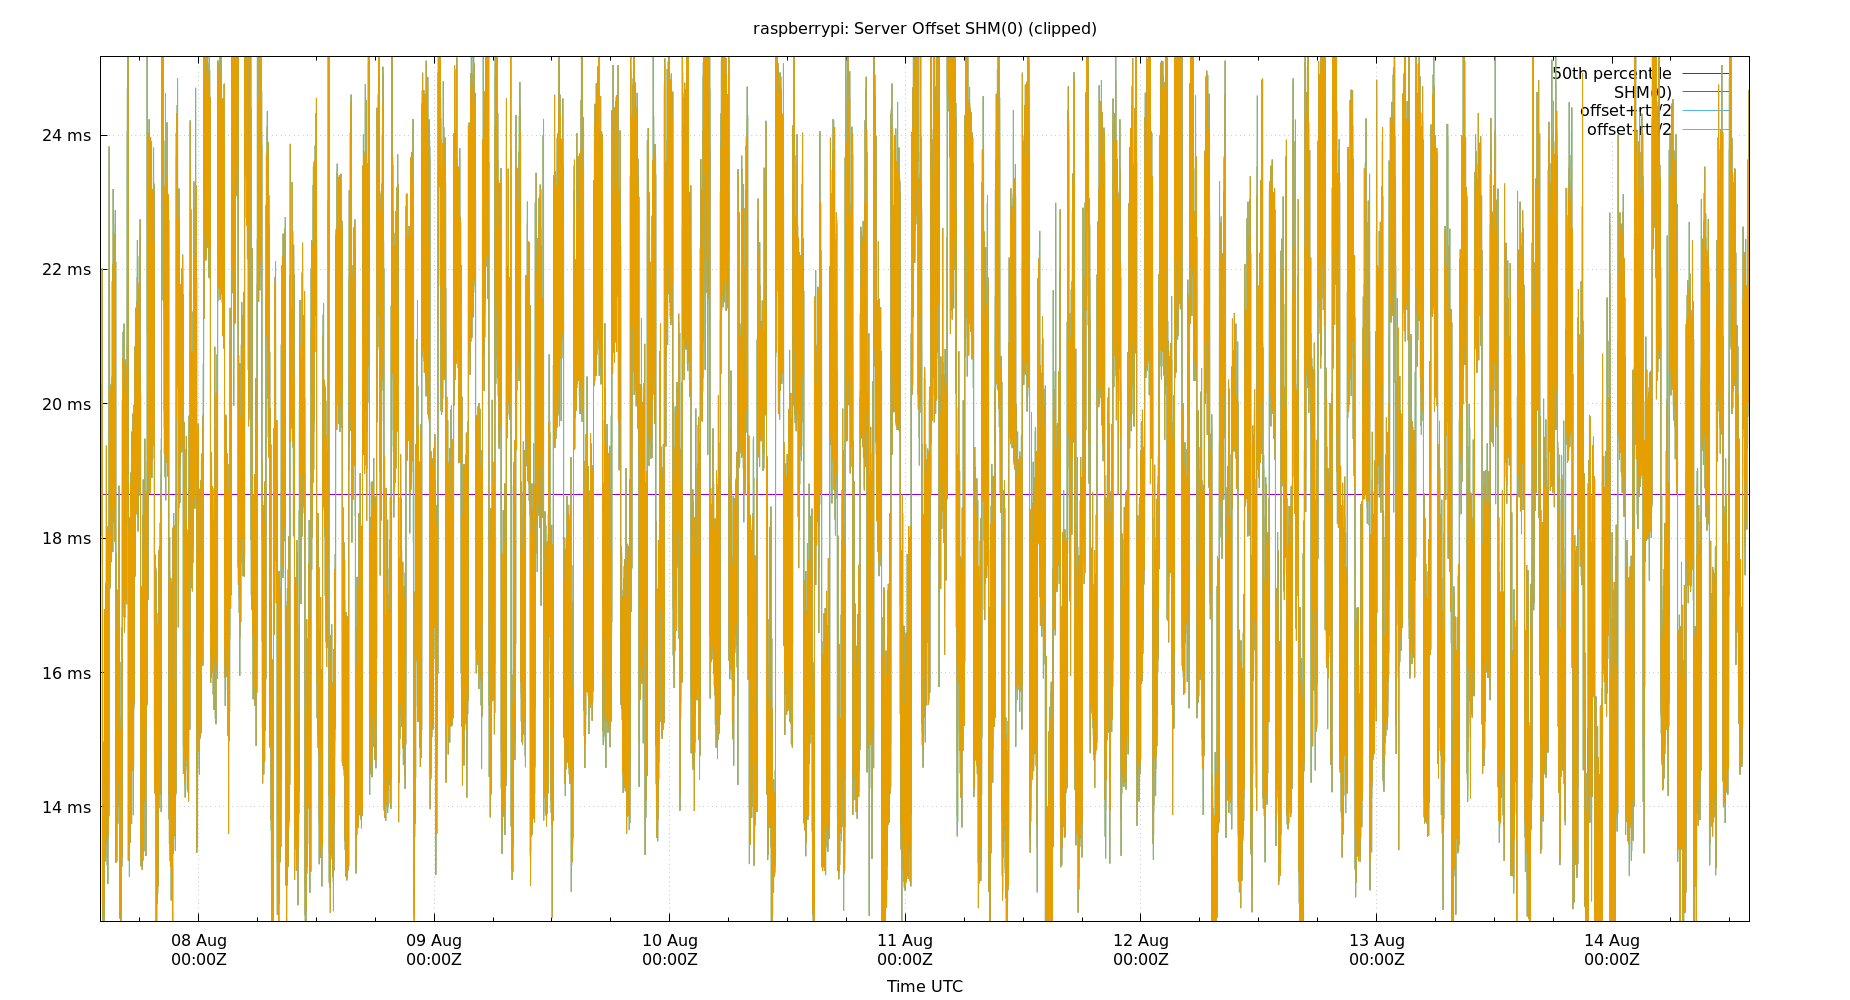 raspberrypi: Server Offset SHM(0) (clipped)
50th percentile
SHM(0)
offset+rtt/2
offset-rtt/2
24 ms
22 ms
20 ms
18 ms
16 ms
14 ms
08 Aug 09 Aug 10 Aug 11 Aug 12 Aug 13 Aug 14 Aug
00:00Z 00:00Z 00:00Z 00:00Z 00:00Z 00:00Z 00:00Z
Time UTC